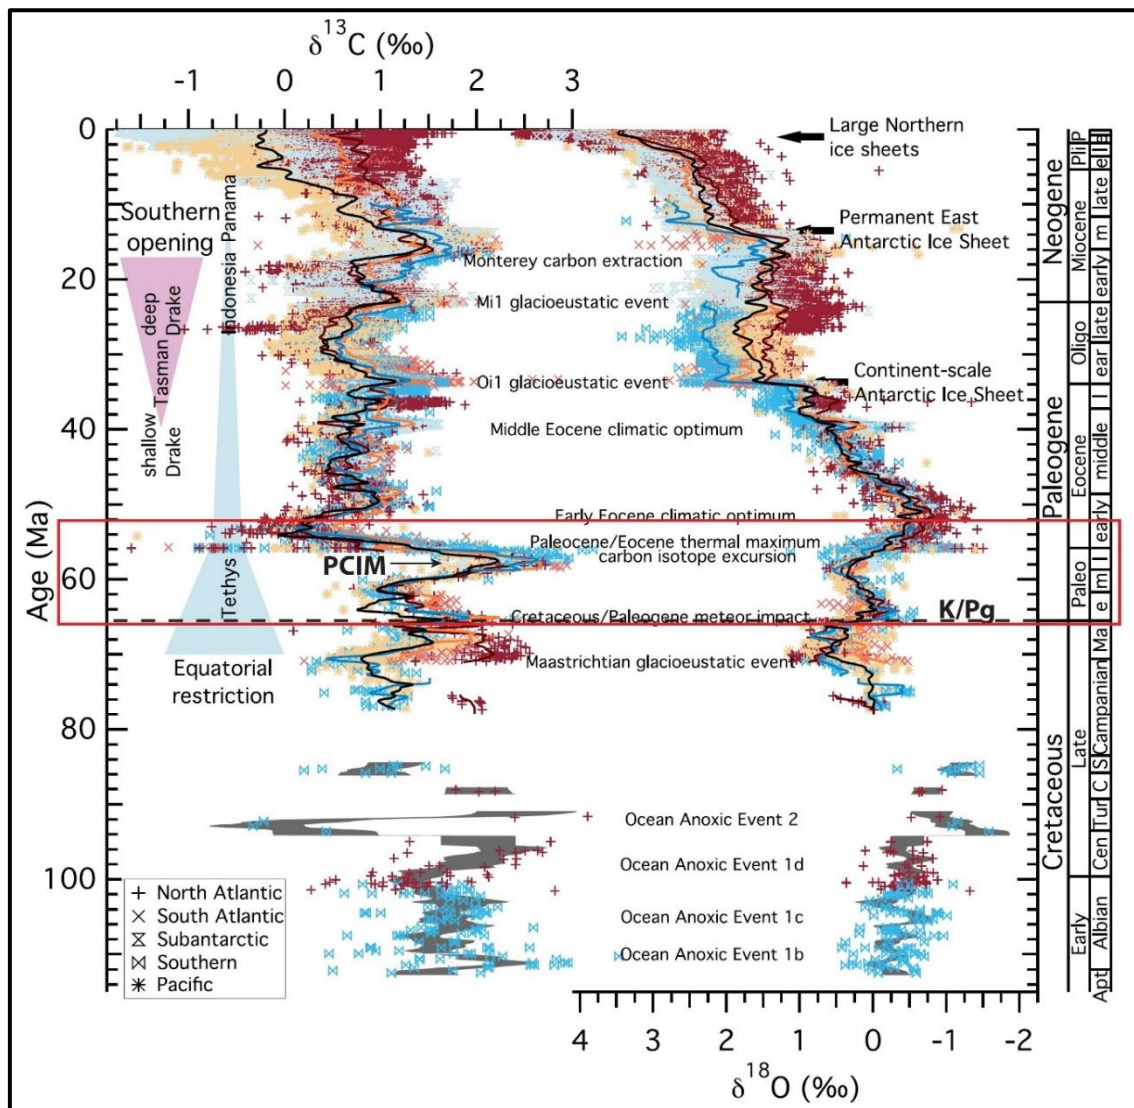 δ13C (‰)
-1 0 1 2 3
0
20
40
60
80
100
Age (Ma)
Southern
opening
deep
Drake
Tasman
shallow
Drake
Panama
Indonesia
Tethys
Equatorial
restriction
Large Northern
ice sheets
Permanent East
Antarctic Ice Sheet
Monterey carbon extraction
Mi1 glacioeustatic event
Oi1 glacioeustatic event
Continent-scale
Antarctic Ice Sheet
Middle Eocene climatic optimum
Early Eocene climatic optimum
Paleocene/Eocene thermal maximum
carbon isotope excursion
PCIM
Cretaceous/Paleogene meteor impact
K/Pg
Maastrichtian glacioeustatic event
Ocean Anoxic Event 2
Ocean Anoxic Event 1d
Ocean Anoxic Event 1c
Ocean Anoxic Event 1b
North Atlantic
South Atlantic
Subantarctic
Southern
Pacific
4 3 2 1 0 -1 -2
δ18O (‰)
Neogene
Paleogene
Cretaceous
P
Pli
Miocene
Oligo
Eocene
Paleo
Late
Early
e l
late
m
early
late
ear
l
middle
early
l
m
e
Ma
Campanian
S
C
Tur
Cen
Albian
Apt